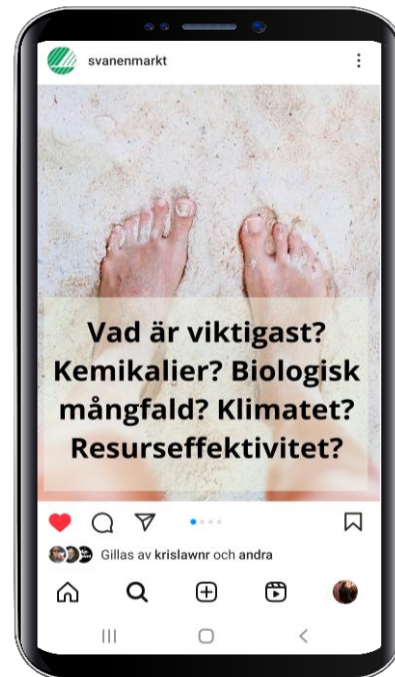 svanenmarkt
Vad är viktigast?
Kemikalier? Biologisk
mångfald? Klimatet?
Resurseffektivitet?
Gillas av krislawnr och andra